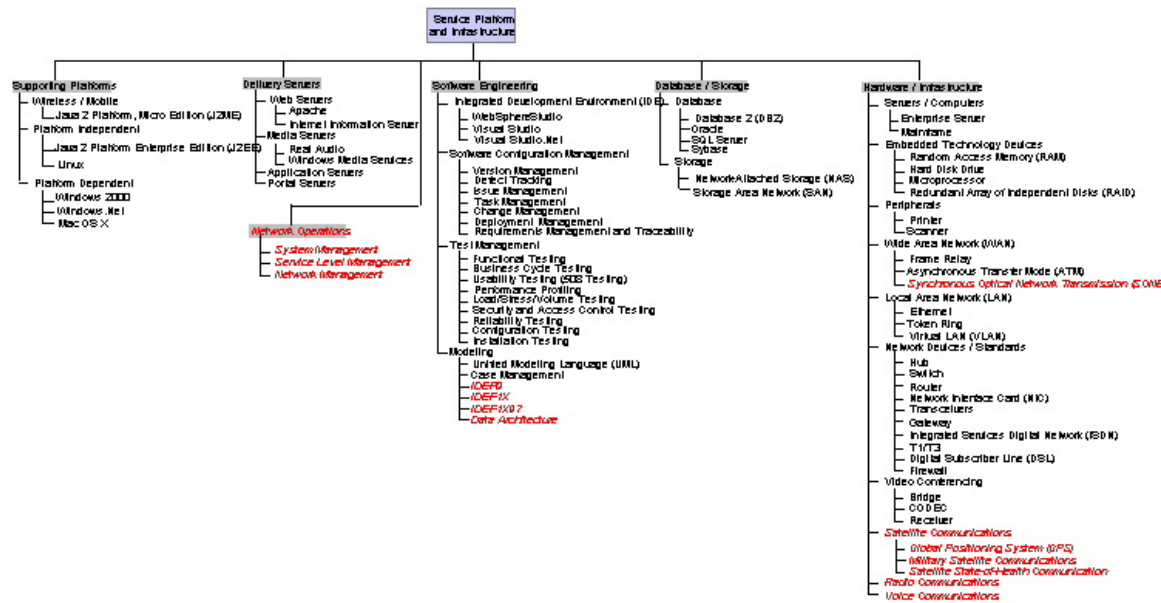 Service Platform
and Infrastructure
Supporting Platforms
Wireless / Mobile
Java 2 Platform, Micro Edition (J2ME)
Platform Independent
Java 2 Platform Enterprise Edition (J2EE)
Linux
Platform Dependent
Windows 2000
Windows.Net
Mac OS X
Delivery Servers
Web Servers
Apache
Internet Information Server
Media Servers
Real Audio
Windows Media Services
Application Servers
Portal Servers
Network Operations
System Management
Service Level Management
Network Management
Software Engineering
Integrated Development Environment (IDE)
WebSphere Studio
Visual Studio
Visual Studio.Net
Software Configuration Management
Version Management
Defect Tracking
Issue Management
Task Management
Change Management
Deployment Management
Requirements Management and Traceability
Test Management
Functional Testing
Business Cycle Testing
Usability Testing (508 Testing)
Performance Profiling
Load/Stress/Volume Testing
Security and Access Control Testing
Reliability Testing
Configuration Testing
Installation Testing
Modeling
Unified Modeling Language (UML)
Case Management
IDEF0
IDEF1X
IDEF1X97
Data Architecture
Database / Storage
Database
Database 2 (DB2)
Oracle
SQL Server
Sybase
Storage
Network-Attached Storage (NAS)
Storage Area Network (SAN)
Hardware / Infrastructure
Servers / Computers
Enterprise Server
Mainframe
Embedded Technology Devices
Random Access Memory (RAM)
Hard Disk Drive
Microprocessor
Redundant Array of Independent Disks (RAID)
Peripherals
Printer
Scanner
Wide Area Network (WAN)
Frame Relay
Asynchronous Transfer Mode (ATM)
Synchronous Optical Network Transmission (SONE
Local Area Network (LAN)
Ethernet
Token Ring
Virtual LAN (VLAN)
Network Devices / Standards
Hub
Switch
Router
Network Interface Card (NIC)
Transceivers
Gateway
Integrated Services Digital Network (ISDN)
T1/T3
Digital Subscriber Line (DSL)
Firewall
Video Conferencing
Bridge
CODEC
Receiver
Satellite Communications
Global Positioning System (GPS)
Military Satellite Communications
Satellite State-of-Health Communication
Radio Communications
Voice Communications